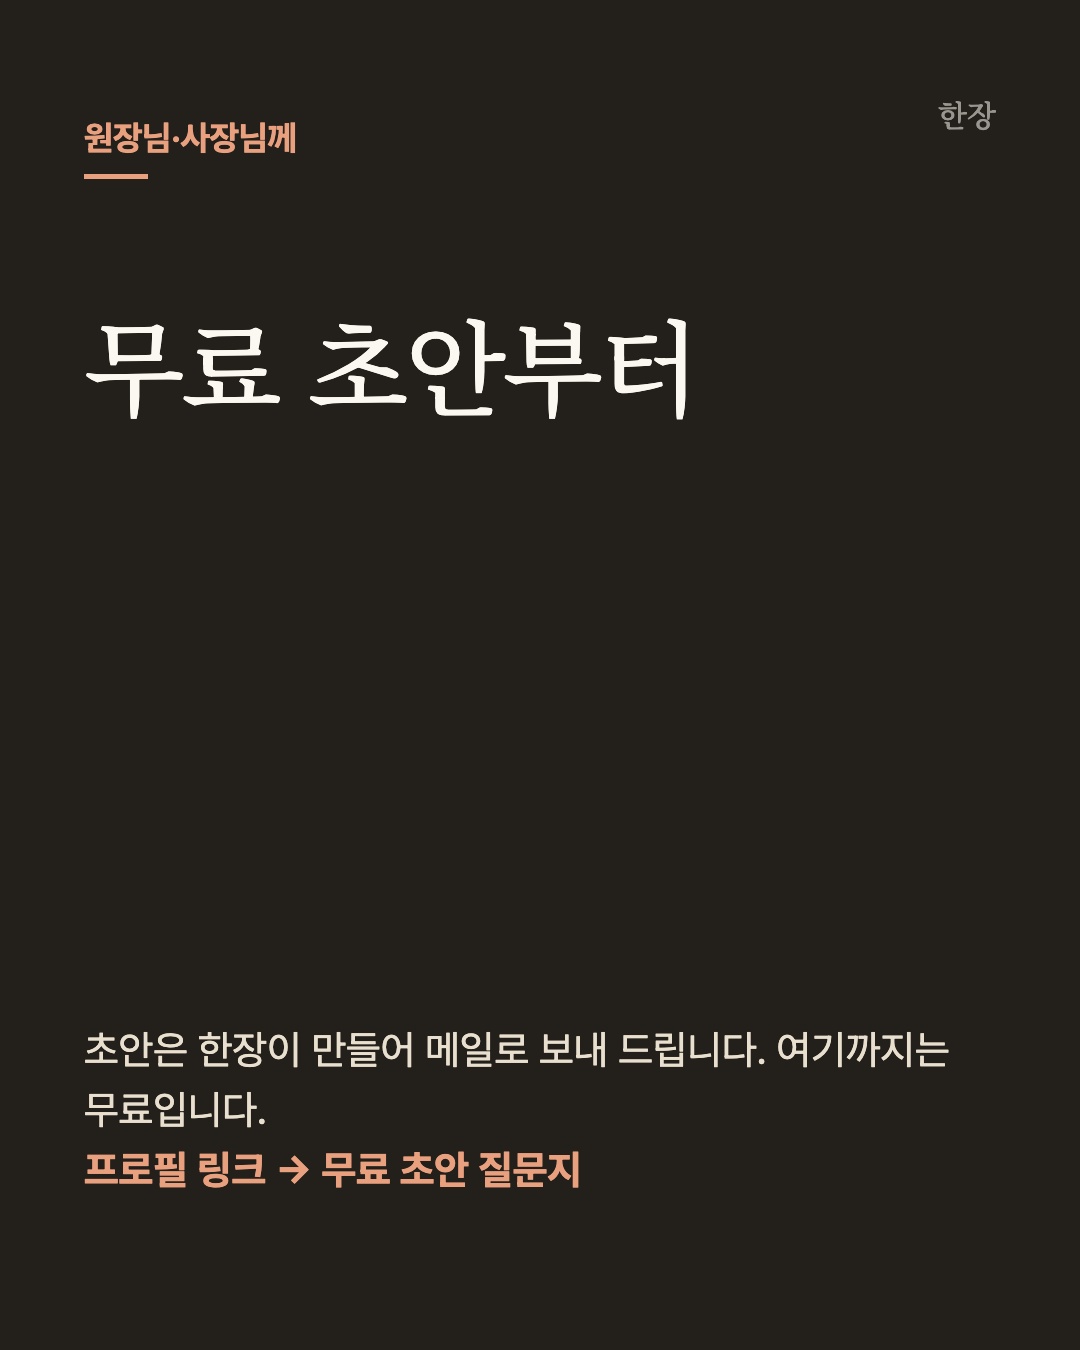 원장님·사장님께
한장
무료 초안부터
초안은 한장이 만들어 메일로 보내 드립니다. 여기까지는
무료입니다.
프로필 링크 → 무료 초안 질문지